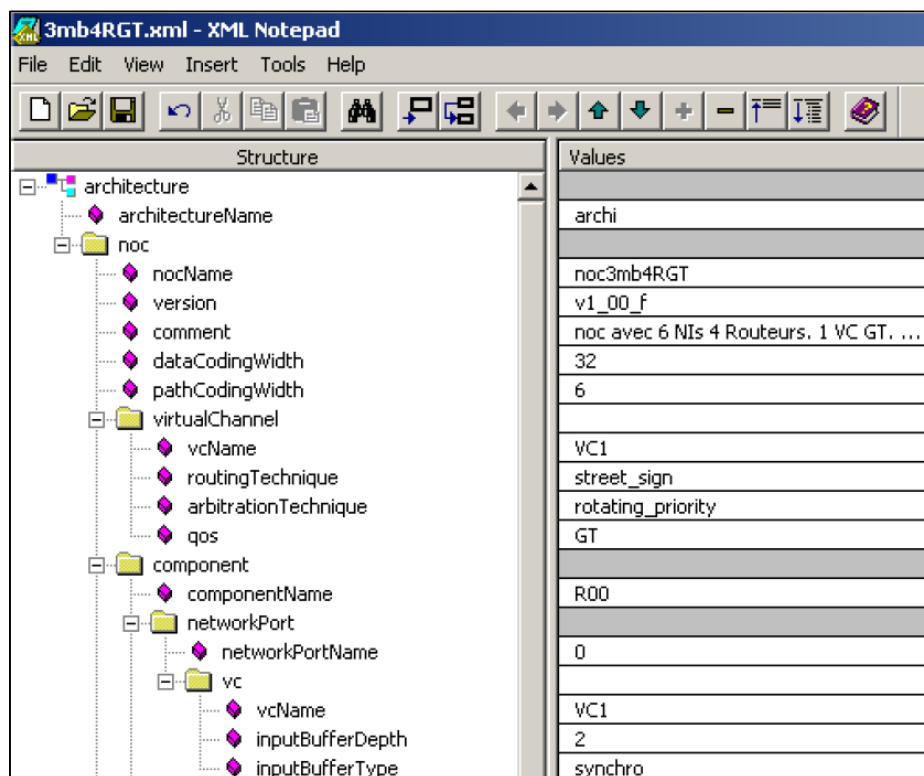 3mb4RGT.xml - XML Notepad
File Edit View Insert Tools Help
Structure Values
architecture
architectureName archi
noc
nocName noc3mb4RGT
version v1_00_f
comment noc avec 6 NIs 4 Routeurs. 1 VC GT. ...
dataCodingWidth 32
pathCodingWidth 6
virtualChannel
vcName VC1
routingTechnique street_sign
arbitrationTechnique rotating_priority
qos GT
component
componentName R00
networkPort
networkPortName 0
vc
vcName VC1
inputBufferDepth 2
inputBufferType synchro